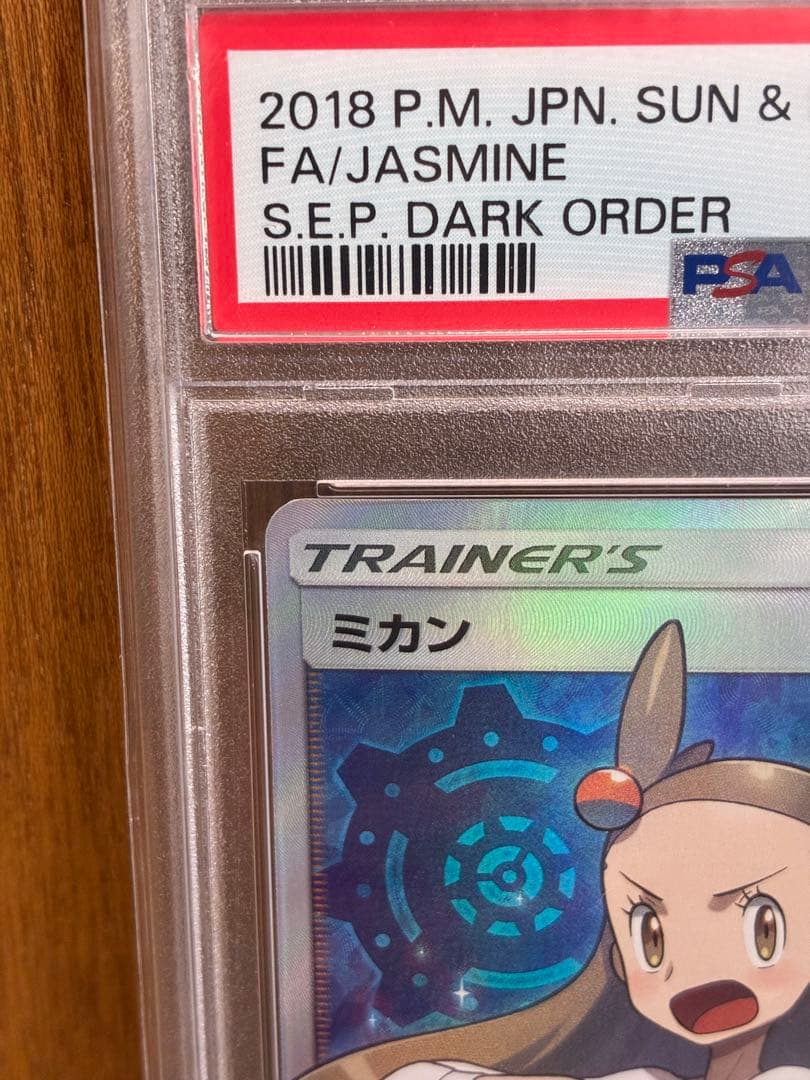 2018 P.M. JPN. SUN &
FA/JASMINE
S.E.P. DARK ORDER
PSA
TRAINER'S
ミカン